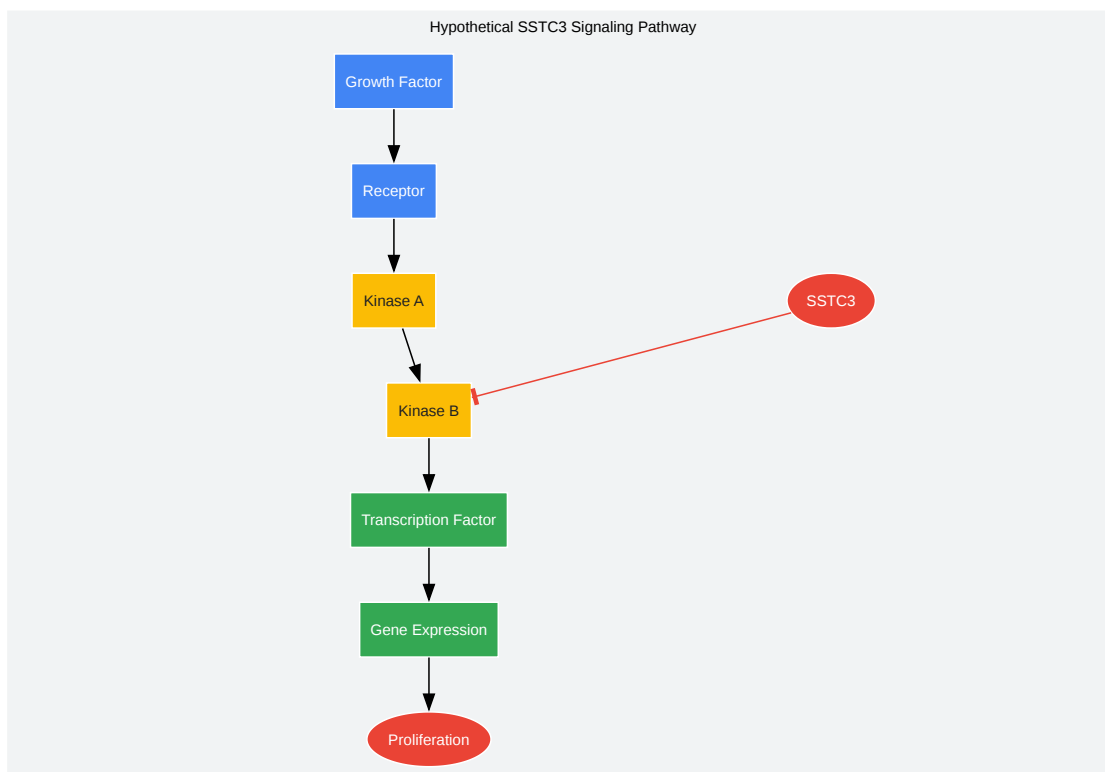 Hypothetical SSTC3 Signaling Pathway
Growth Factor
Receptor
Kinase A
SSTC3
Kinase B
Transcription Factor
Gene Expression
Proliferation